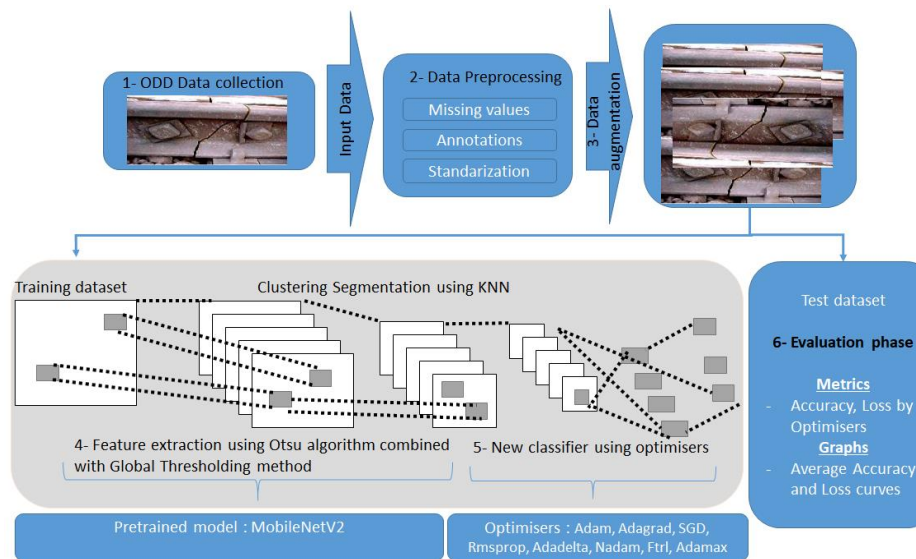 1- ODD Data collection
Input Data
2- Data Preprocessing
Missing values
Annotations
Standarization
3- Data
augmentation
Training dataset
Clustering Segmentation using KNN
4- Feature extraction using Otsu algorithm combined
with Global Thresholding method
5- New classifier using optimisers
Pretrained model : MobileNetV2
Optimisers : Adam, Adagrad, SGD,
Rmsprop, Adadelta, Nadam, Ftrl, Adamax
Test dataset
6- Evaluation phase
Metrics
- Accuracy, Loss by
Optimisers
Graphs
- Average Accuracy
and Loss curves